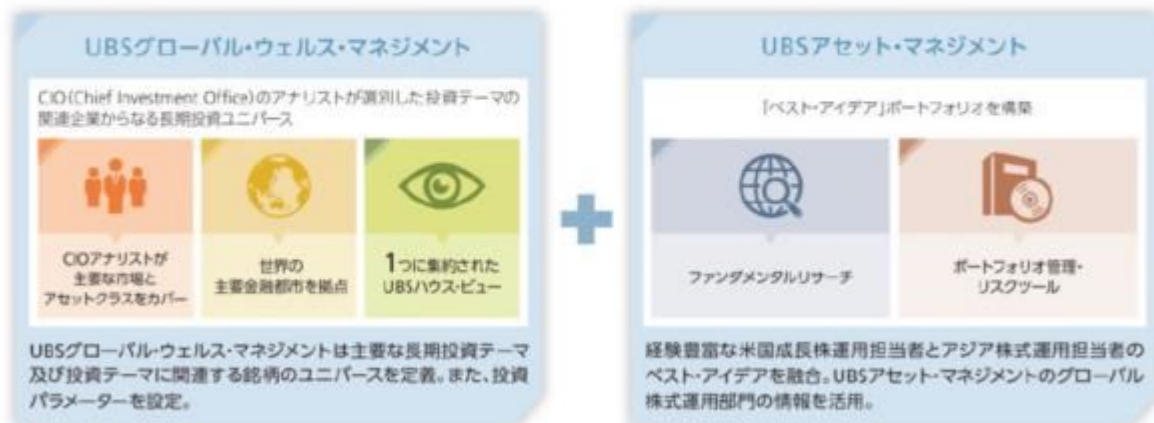 UBSグローバル・ウェルス・マネジメント
CIO(Chief Investment Office)のアナリストが選別した投資テーマの
関連企業からなる長期投資ユニバース
CIOアナリストが
主要な市場と
アセットクラスをカバー
世界の
主要金融都市を拠点
1つに集約された
UBSハウス・ビュー
UBSグローバル・ウェルス・マネジメントは主要な長期投資テーマ
及び投資テーマに関連する銘柄のユニバースを定義。また、投資
パラメーターを設定。
UBSアセット・マネジメント
「ベスト・アイデア」ポートフォリオを構築
ファンダメンタルリサーチ
ポートフォリオ管理・
リスクツール
経験豊富な米国成長株運用担当者とアジア株式運用担当者の
ベスト・アイデアを融合。UBSアセット・マネジメントのグローバル
株式運用部門の情報を活用。